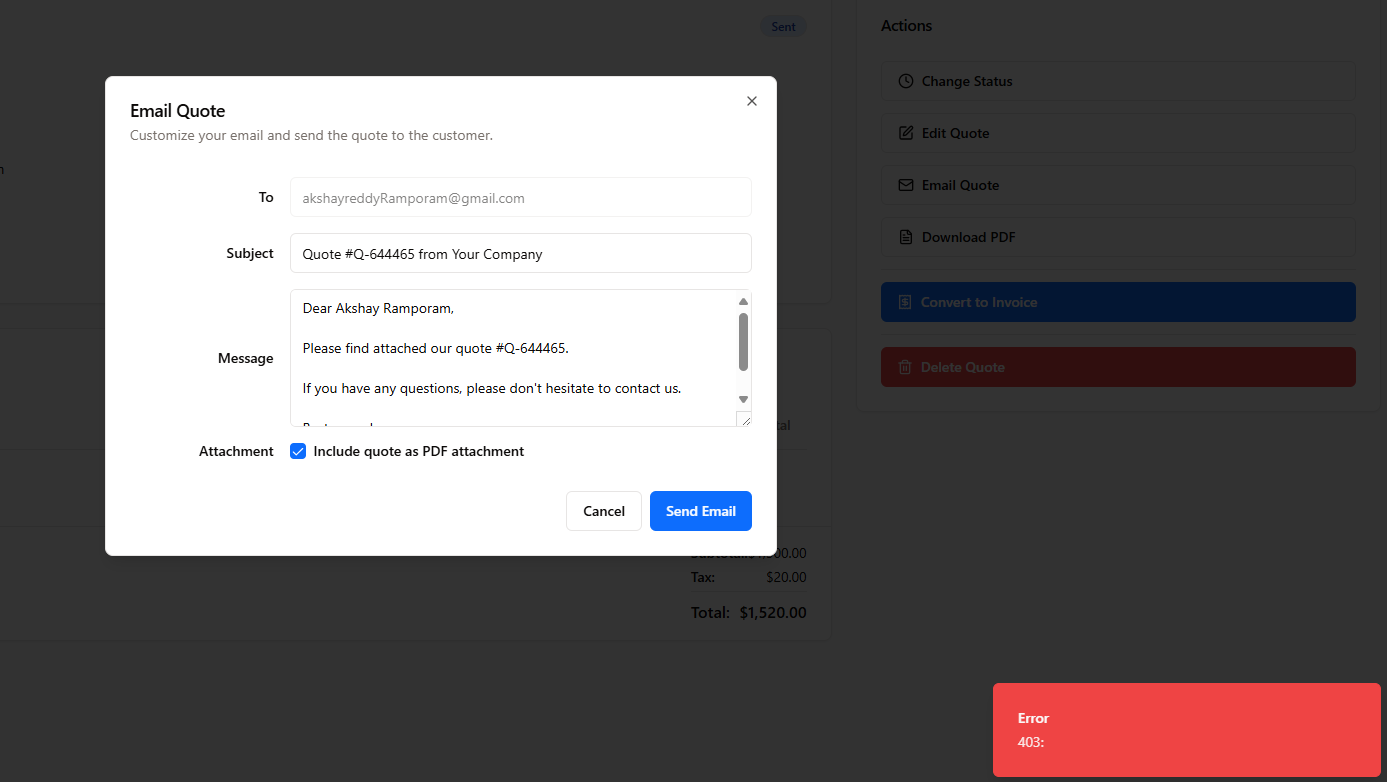 Sent
Actions
Change Status
Edit Quote
Email Quote
Download PDF
Convert to Invoice
Delete Quote
Email Quote
Customize your email and send the quote to the customer.
To
akshayreddyRamporam@gmail.com
Subject
Quote #Q-644465 from Your Company
Message
Dear Akshay Ramporam,
Please find attached our quote #Q-644465.
If you have any questions, please don't hesitate to contact us.
Attachment
Include quote as PDF attachment
Cancel
Send Email
Tax: $20.00
Total: $1,520.00
Error
403: